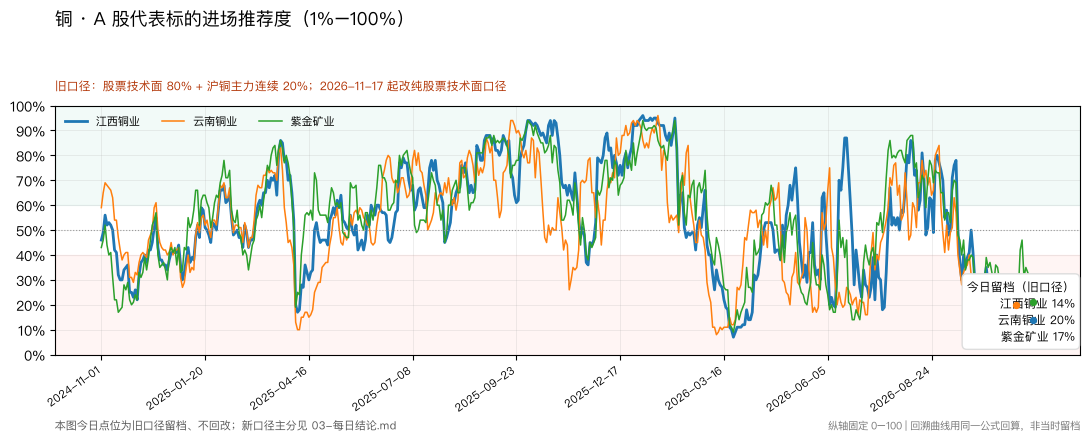 铜 · A 股代表标的进场推荐度（1%—100%）
旧口径：股票技术面 80% + 沪铜主力连续 20%；2026-11-17 起改纯股票技术面口径
100%
90%
80%
70%
60%
50%
40%
30%
20%
10%
0%
江西铜业 云南铜业 紫金矿业
今日留档（旧口径）
江西铜业 14%
云南铜业 20%
紫金矿业 17%
2024-11-01 2025-01-20 2025-04-16 2025-07-08 2025-09-23 2025-12-17 2026-03-16 2026-06-05 2026-08-24
本图今日点位为旧口径留档、不回改；新口径主分见 03-每日结论.md
纵轴固定 0—100 | 回溯曲线用同一公式回算，非当时留档